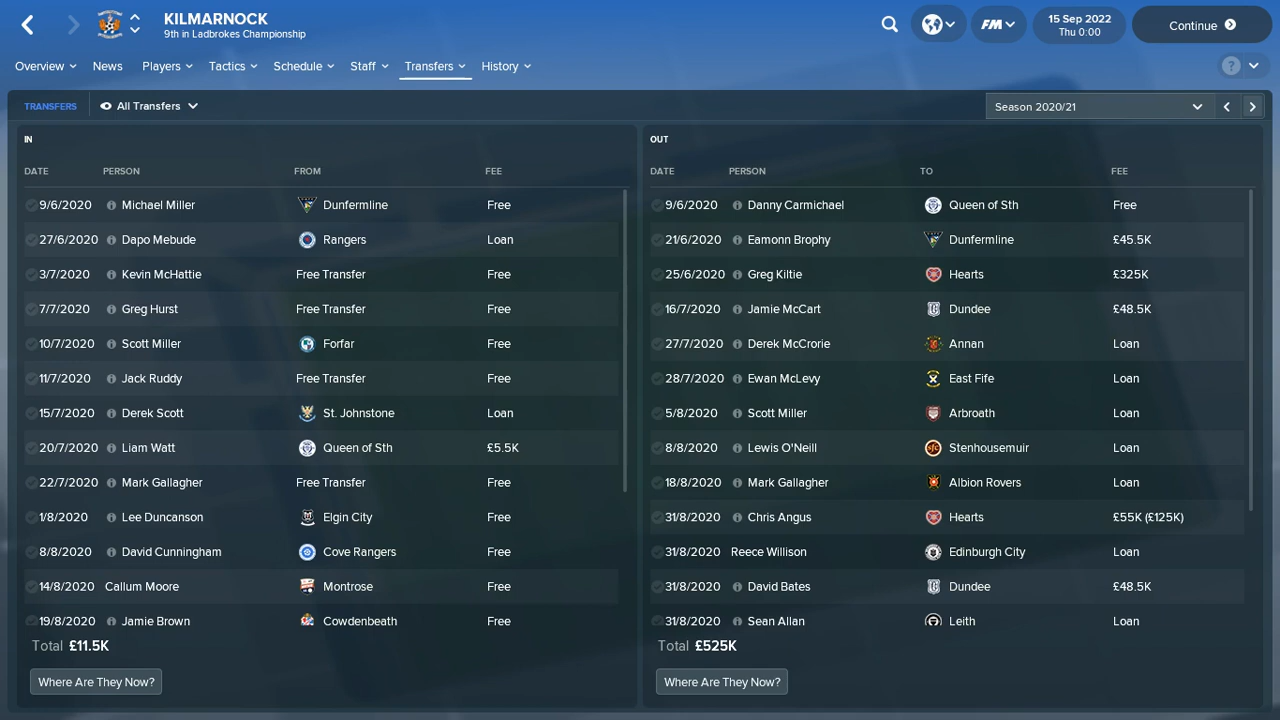 KILMARNOCK
9th in Ladbrokes Championship
FM
15 Sep 2022
Thu 0:00
Continue
Overview News Players Tactics Schedule Staff Transfers History
?
TRANSFERS All Transfers Season 2020/21
IN
DATE PERSON FROM FEE
9/6/2020 Michael Miller Dunfermline Free
27/6/2020 Dapo Mebude Rangers Loan
3/7/2020 Kevin McHattie Free Transfer Free
7/7/2020 Greg Hurst Free Transfer Free
10/7/2020 Scott Miller Forfar Free
11/7/2020 Jack Ruddy Free Transfer Free
15/7/2020 Derek Scott St. Johnstone Loan
20/7/2020 Liam Watt Queen of Sth £5.5K
22/7/2020 Mark Gallagher Free Transfer Free
1/8/2020 Lee Duncanson Elgin City Free
8/8/2020 David Cunningham Cove Rangers Free
14/8/2020 Callum Moore Montrose Free
19/8/2020 Jamie Brown Cowdenbeath Free
Total £11.5K
Where Are They Now?
OUT
DATE PERSON TO FEE
9/6/2020 Danny Carmichael Queen of Sth Free
21/6/2020 Eamonn Brophy Dunfermline £45.5K
25/6/2020 Greg Kiltie Hearts £325K
16/7/2020 Jamie McCart Dundee £48.5K
27/7/2020 Derek McCrorie Annan Loan
28/7/2020 Ewan McLevy East Fife Loan
5/8/2020 Scott Miller Arbroath Loan
8/8/2020 Lewis O'Neill Stenhousemuir Loan
18/8/2020 Mark Gallagher Albion Rovers Loan
31/8/2020 Chris Angus Hearts £55K (£125K)
31/8/2020 Reece Willison Edinburgh City Loan
31/8/2020 David Bates Dundee £48.5K
31/8/2020 Sean Allan Leith Loan
Total £525K
Where Are They Now?